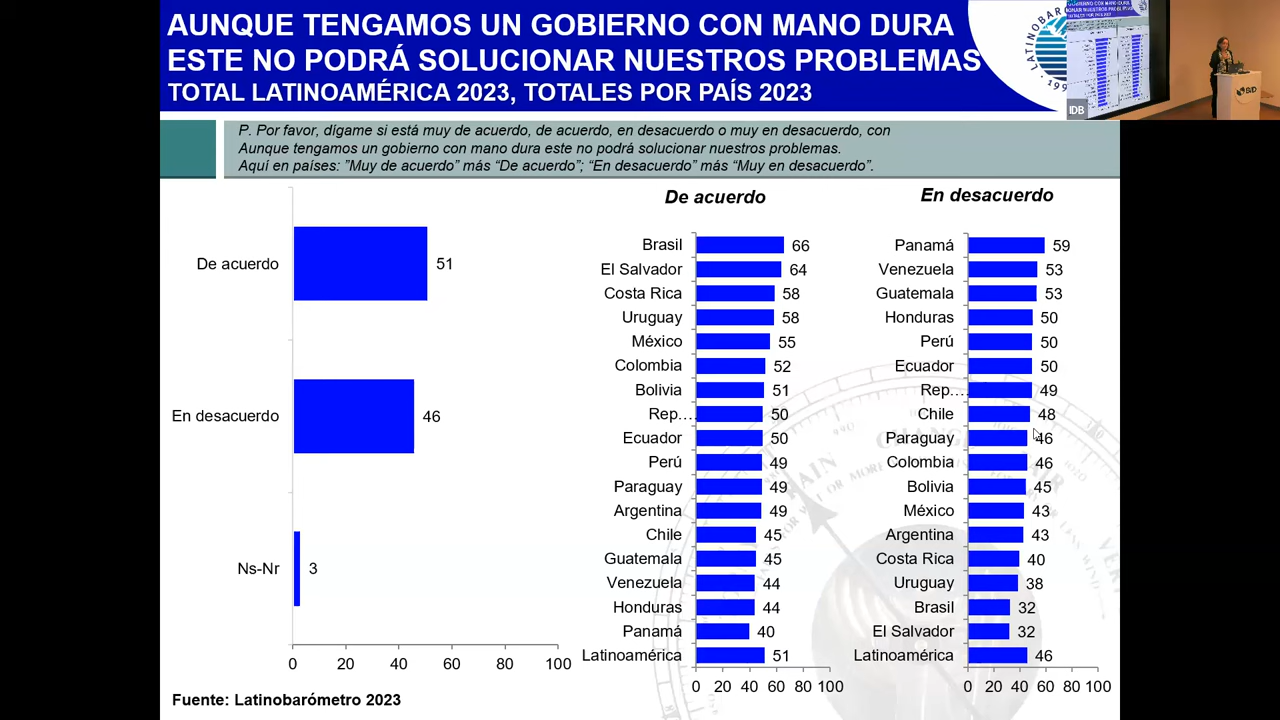 AUNQUE TENGAMOS UN GOBIERNO CON MANO DURA
ESTE NO PODRÁ SOLUCIONAR NUESTROS PROBLEMAS
TOTAL LATINOAMÉRICA 2023, TOTALES POR PAÍS 2023
IDB
P. Por favor, dígame si está muy de acuerdo, de acuerdo, en desacuerdo o muy en desacuerdo, con
Aunque tengamos un gobierno con mano dura este no podrá solucionar nuestros problemas.
Aquí en países: "Muy de acuerdo" más "De acuerdo"; "En desacuerdo" más "Muy en desacuerdo".
De acuerdo 51
En desacuerdo 46
Ns-Nr 3
0 20 40 60 80 100
De acuerdo
Brasil 66
El Salvador 64
Costa Rica 58
Uruguay 58
México 55
Colombia 52
Bolivia 51
Rep.… 50
Ecuador 50
Perú 49
Paraguay 49
Argentina 49
Chile 45
Guatemala 45
Venezuela 44
Honduras 44
Panamá 40
Latinoamérica 51
0 20 40 60 80 100
En desacuerdo
Panamá 59
Venezuela 53
Guatemala 53
Honduras 50
Perú 50
Ecuador 50
Rep.… 49
Chile 48
Paraguay 46
Colombia 46
Bolivia 45
México 43
Argentina 43
Costa Rica 40
Uruguay 38
Brasil 32
El Salvador 32
Latinoamérica 46
0 20 40 60 80 100
Fuente: Latinobarómetro 2023